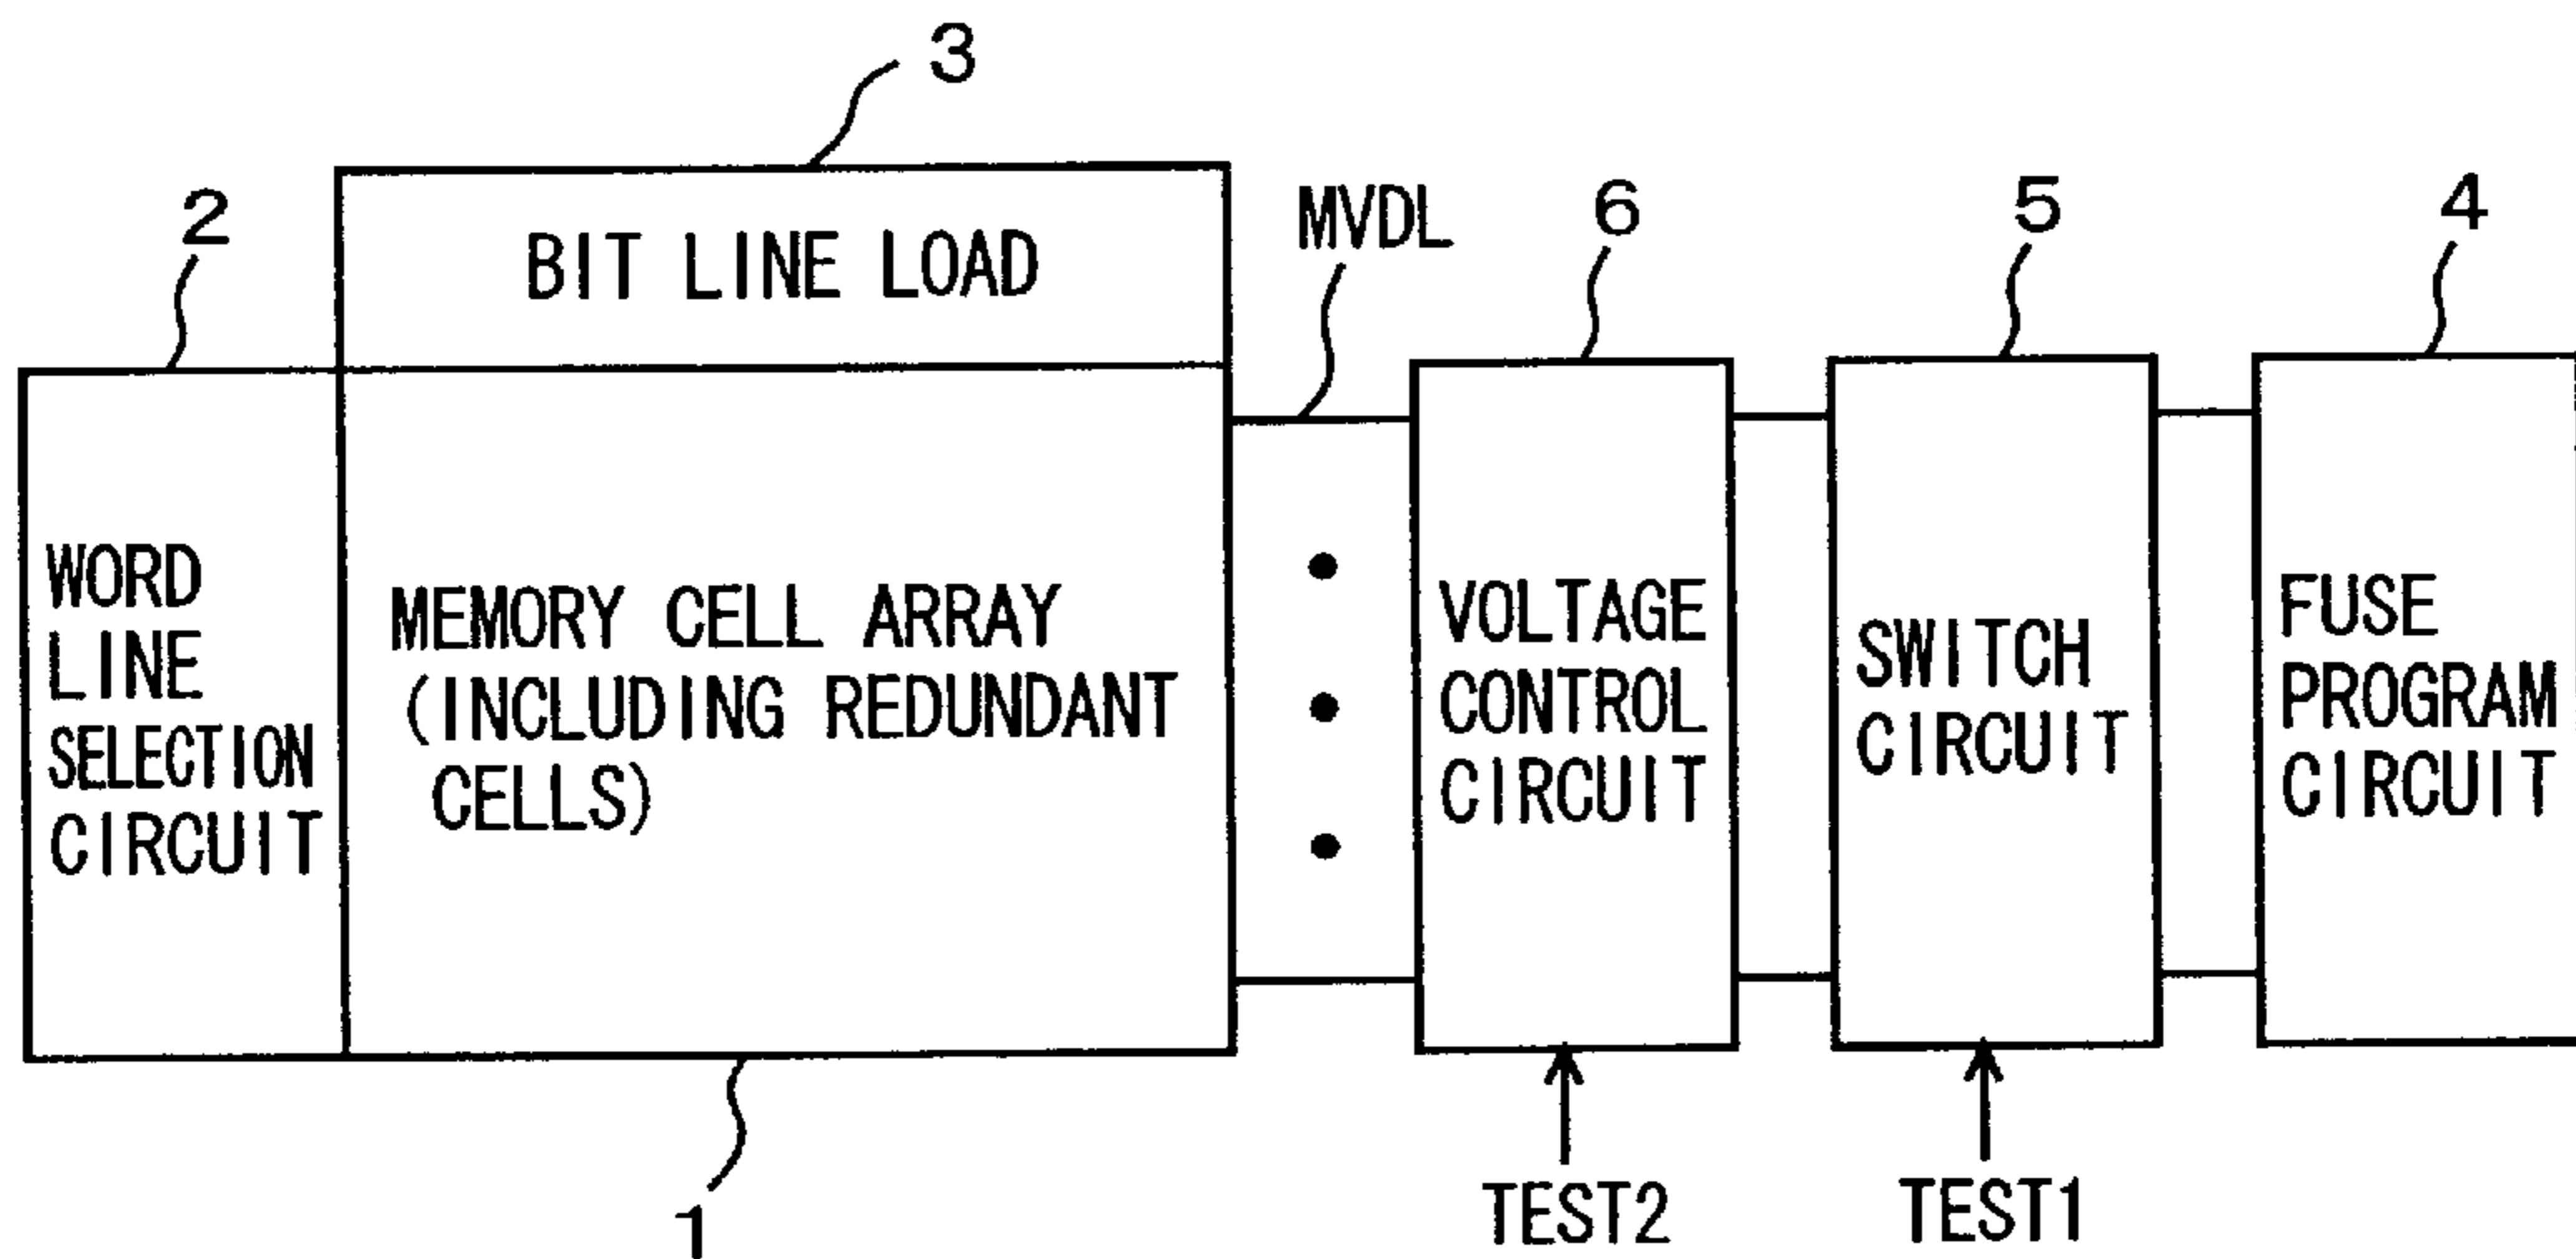 3
2
BIT LINE LOAD
MVDL
6
5
4
WORD
LINE
SELECTION
CIRCUIT
MEMORY CELL ARRAY
(INCLUDING REDUNDANT
CELLS)
VOLTAGE
CONTROL
CIRCUIT
SWITCH
CIRCUIT
FUSE
PROGRAM
CIRCUIT
1
TEST2
TEST1